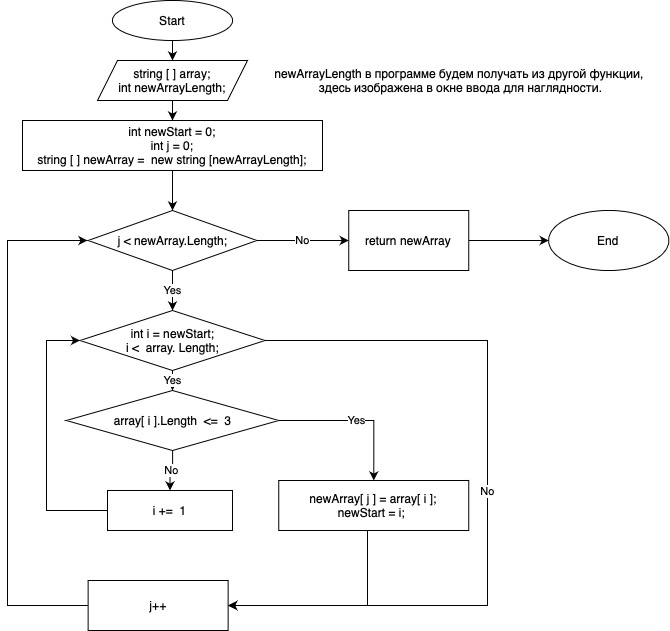 Start
string [ ] array;
int newArrayLength;
newArrayLength в программе будем получать из другой функции,
здесь изображена в окне ввода для наглядности.
int newStart = 0;
int j = 0;
string [ ] newArray = new string [newArrayLength];
j < newArray.Length;
No
return newArray
End
Yes
int i = newStart;
i < array. Length;
Yes
array[ i ].Length <= 3
Yes
No
i += 1
newArray[ j ] = array[ i ];
newStart = i;
No
j++